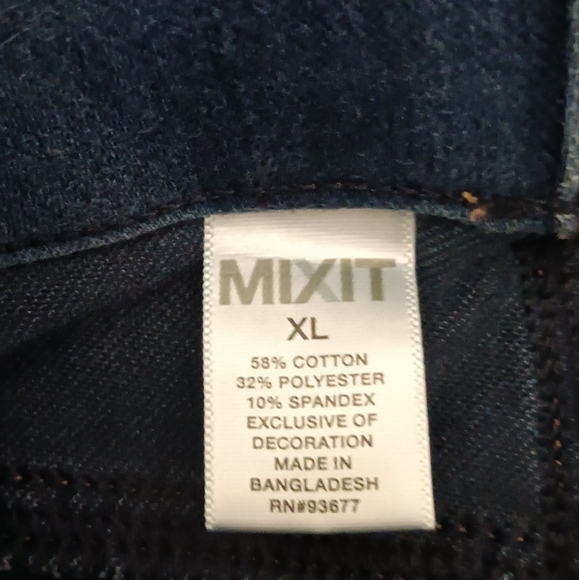 MIXIT
XL
58% COTTON
32% POLYESTER
10% SPANDEX
EXCLUSIVE OF
DECORATION
MADE IN
BANGLADESH
RN#93677